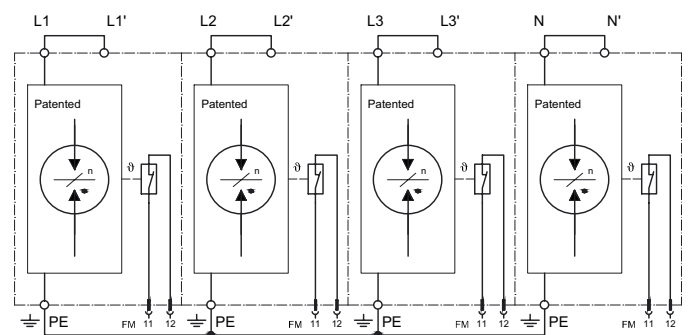 L1 L1' L2 L2' L3 L3' N N'
Patented Patented Patented Patented
n n n n
ϑ ϑ ϑ ϑ
PE FM 11 12 PE FM 11 12 PE FM 11 12 PE FM 11 12